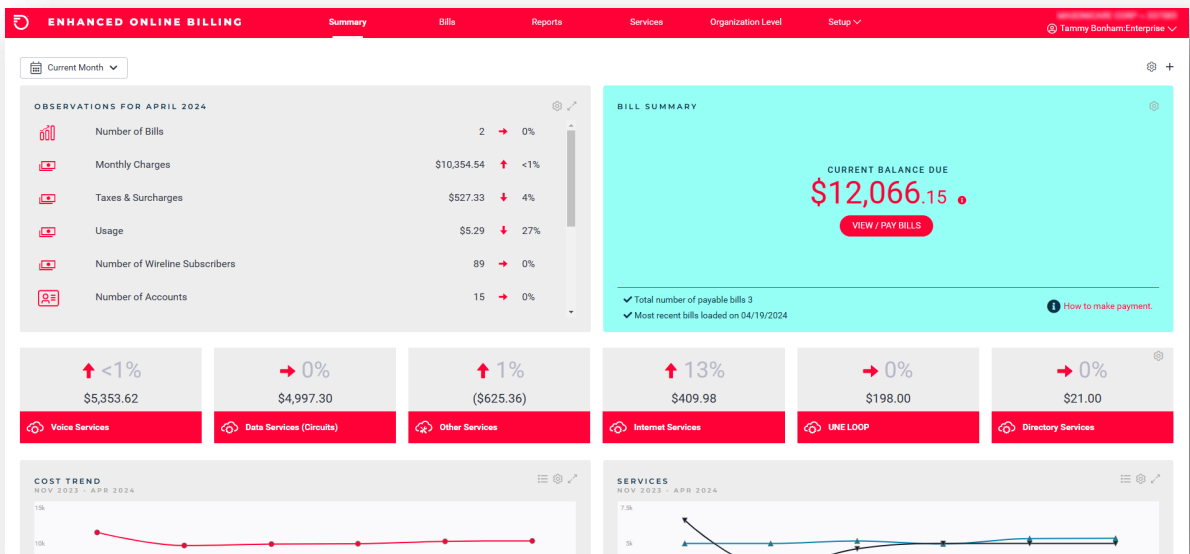 ENHANCED ONLINE BILLING
Summary
Bills
Reports
Services
Organization Level
Setup
Tammy Bonham:Enterprise
Current Month
OBSERVATIONS FOR APRIL 2024
Number of Bills 2 0%
Monthly Charges $10,354.54 <1%
Taxes & Surcharges $527.33 4%
Usage $5.29 27%
Number of Wireline Subscribers 89 0%
Number of Accounts 15 0%
BILL SUMMARY
CURRENT BALANCE DUE
$12,066.15
VIEW / PAY BILLS
Total number of payable bills 3
Most recent bills loaded on 04/19/2024
How to make payment.
<1%
$5,353.62
Voice Services
0%
$4,997.30
Data Services (Circuits)
1%
($625.36)
Other Services
13%
$409.98
Internet Services
0%
$198.00
UNE LOOP
0%
$21.00
Directory Services
COST TREND
NOV 2023 - APR 2024
15k
10k
SERVICES
NOV 2023 - APR 2024
7.5k
5k